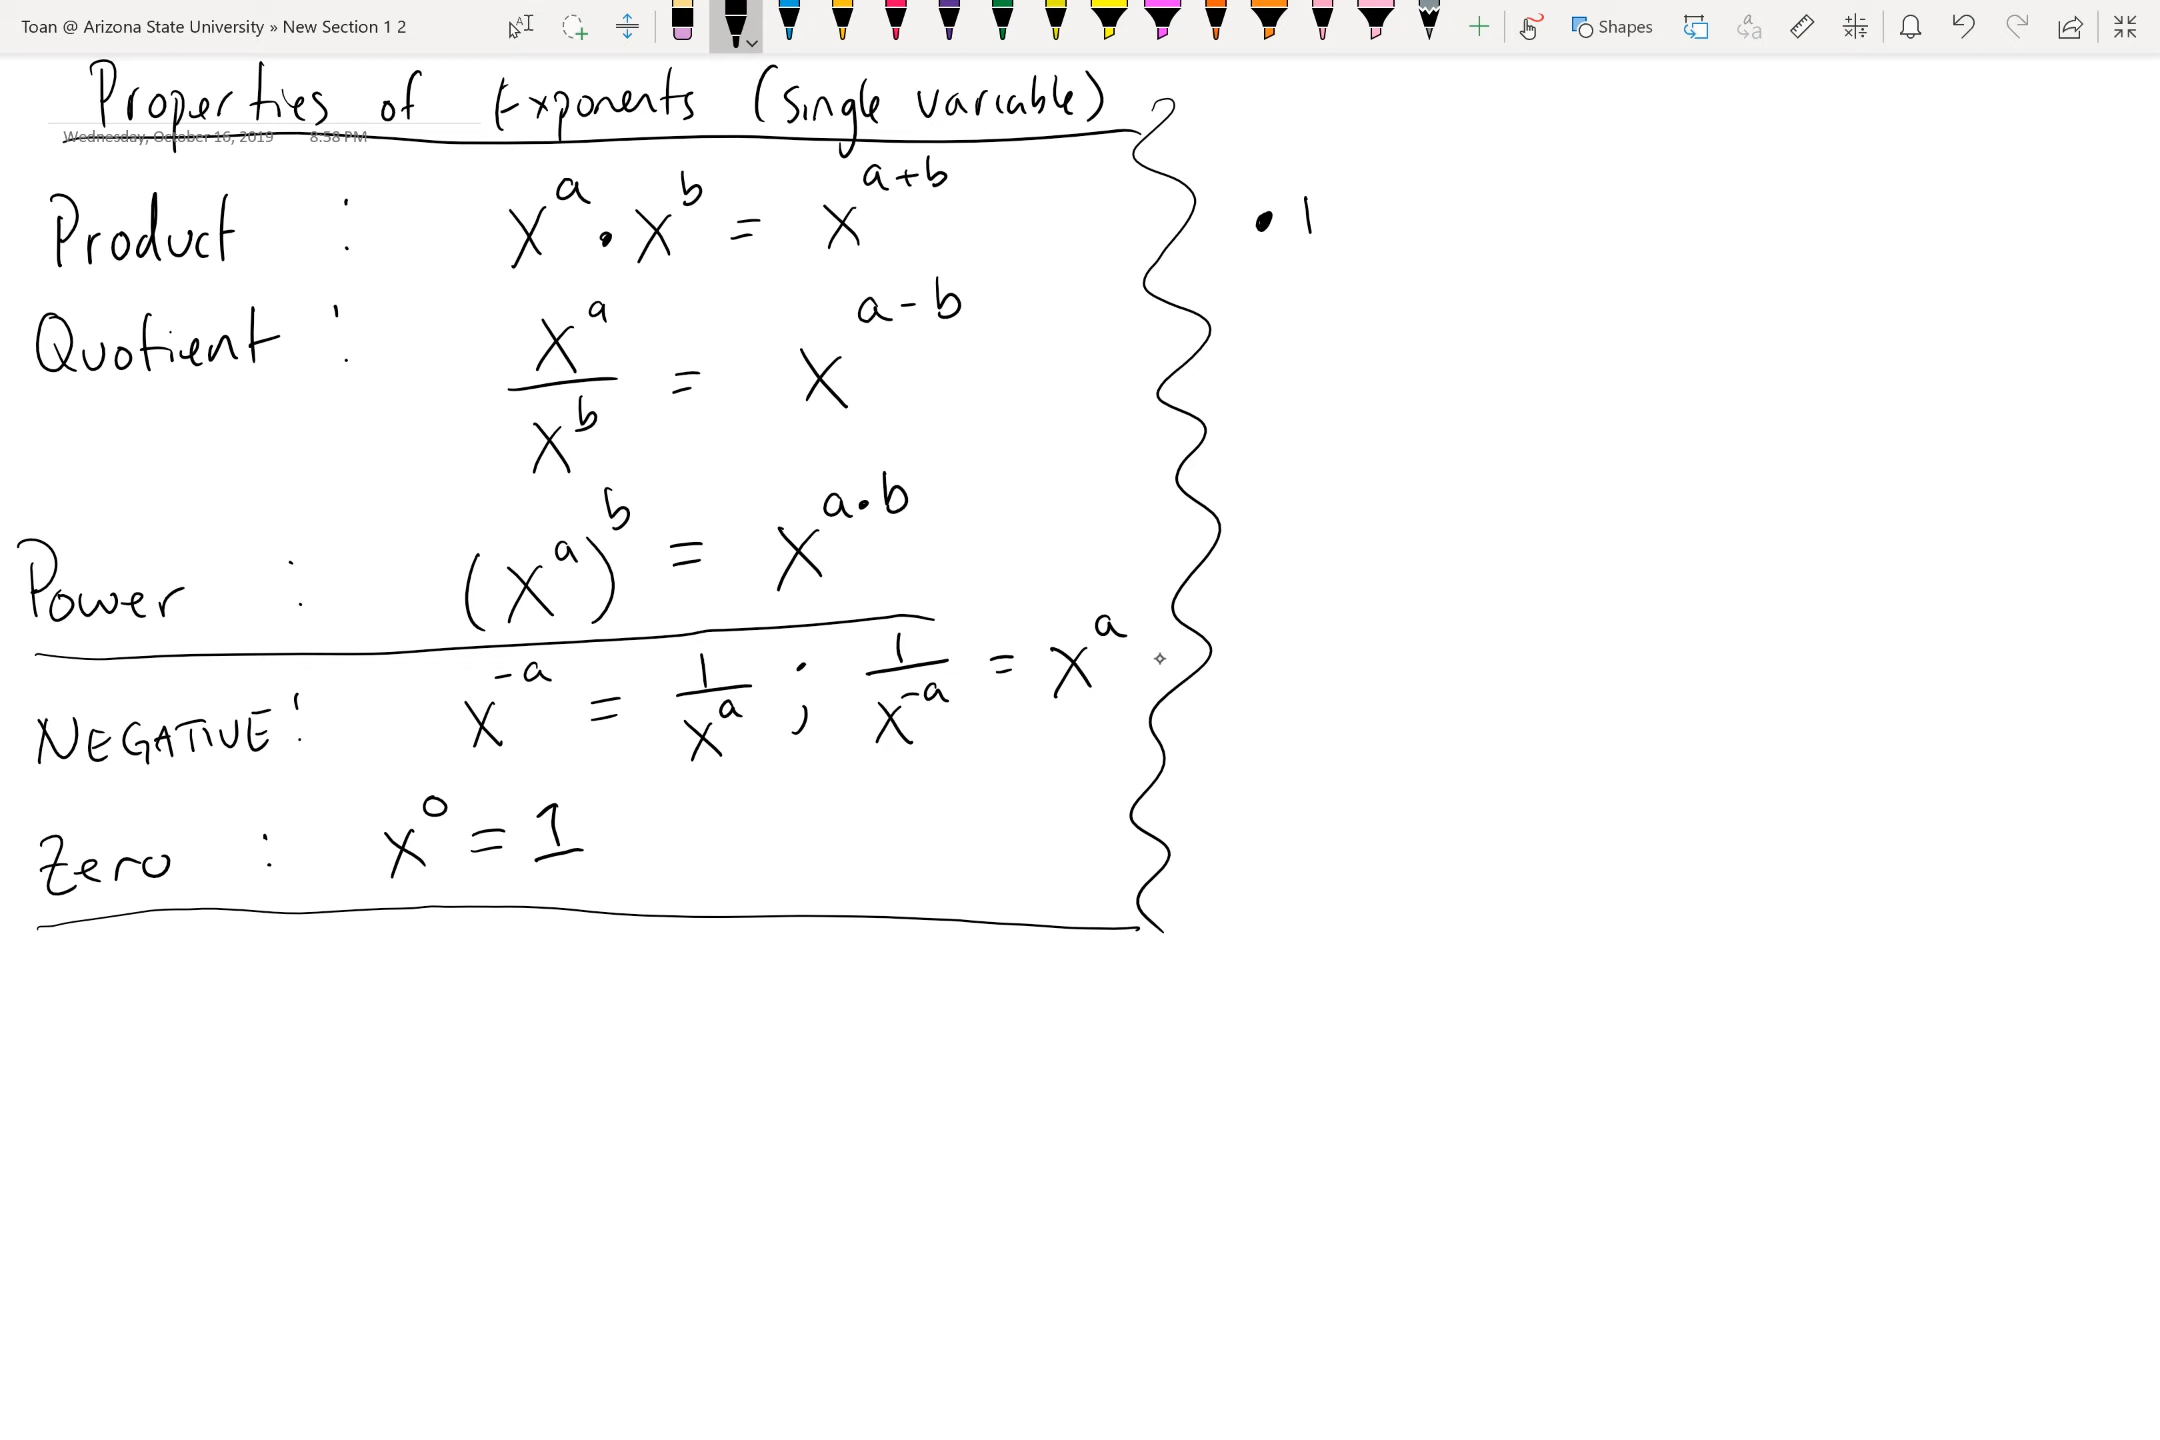 Toan @ Arizona State University » New Section 1 2
Shapes
Properties of Exponents (single variable)
Wednesday, October 16, 2019 8:58 PM
Product : x^a • x^b = x^(a+b)
• 1
Quotient : x^a / x^b = x^(a-b)
Power : (x^a)^b = x^(a•b)
NEGATIVE: x^(-a) = 1/x^a ; 1/x^(-a) = x^a
Zero : x^0 = 1